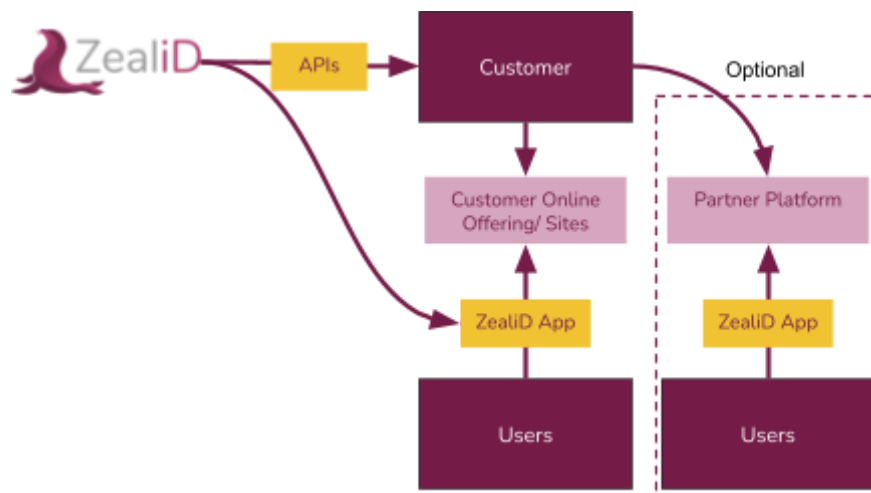 ZealiD
APIs
Customer
Optional
Customer Online
Offering/ Sites
Partner Platform
ZealiD App
ZealiD App
Users
Users